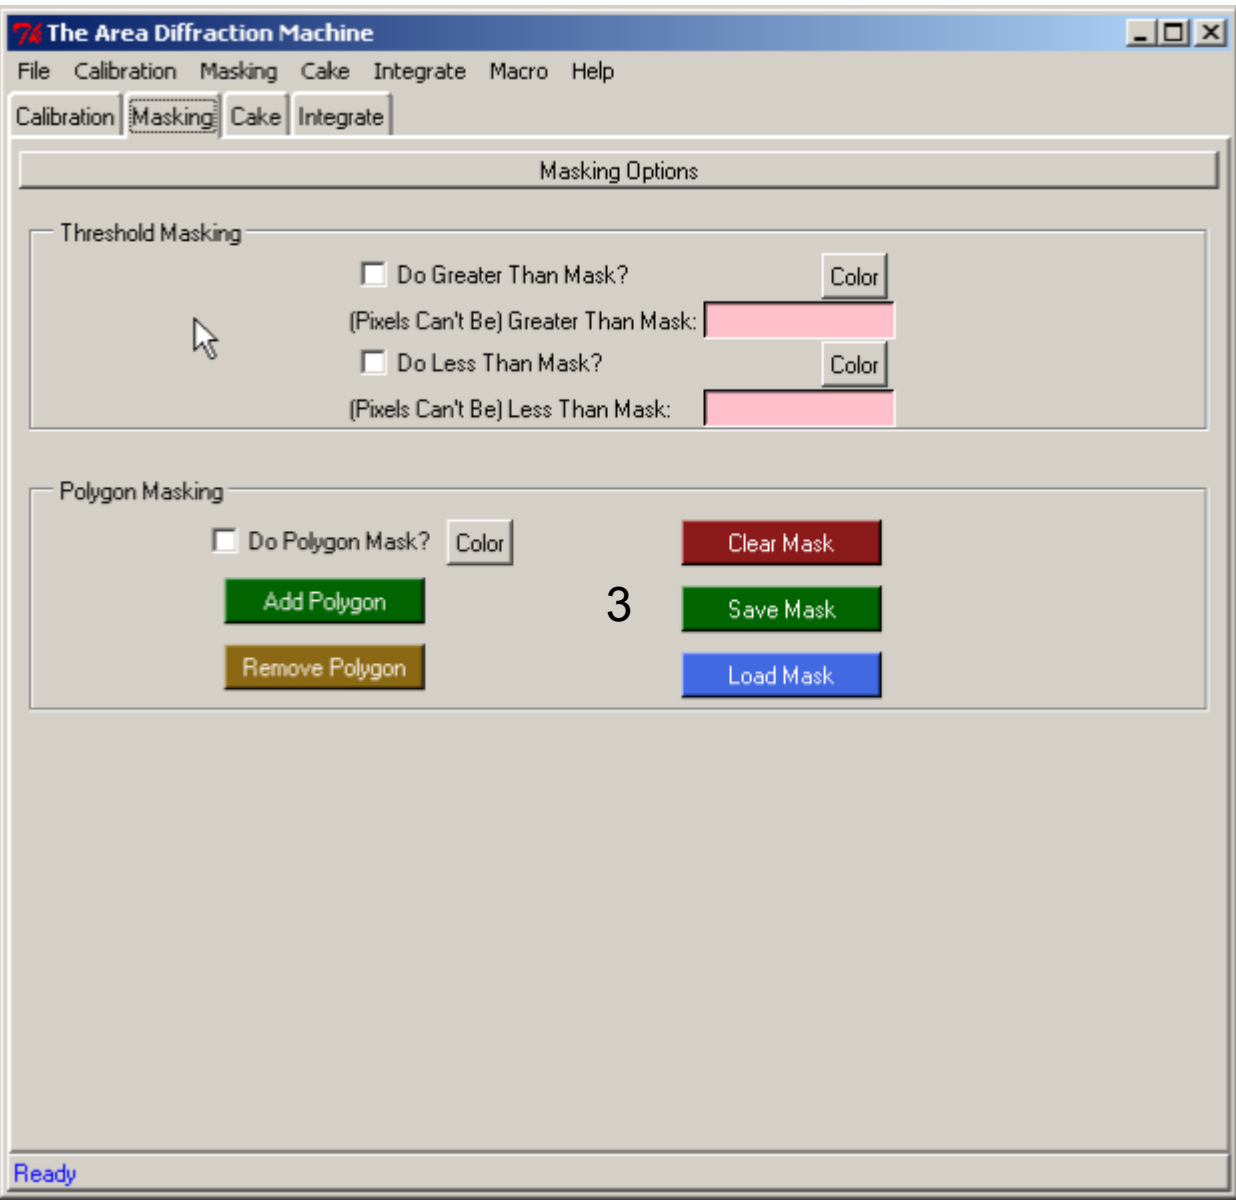 The Area Diffraction Machine
File Calibration Masking Cake Integrate Macro Help
Calibration Masking Cake Integrate
Masking Options
Threshold Masking
Do Greater Than Mask? Color
(Pixels Can't Be) Greater Than Mask:
Do Less Than Mask? Color
(Pixels Can't Be) Less Than Mask:
Polygon Masking
Do Polygon Mask? Color Clear Mask
Add Polygon 3 Save Mask
Remove Polygon Load Mask
Ready